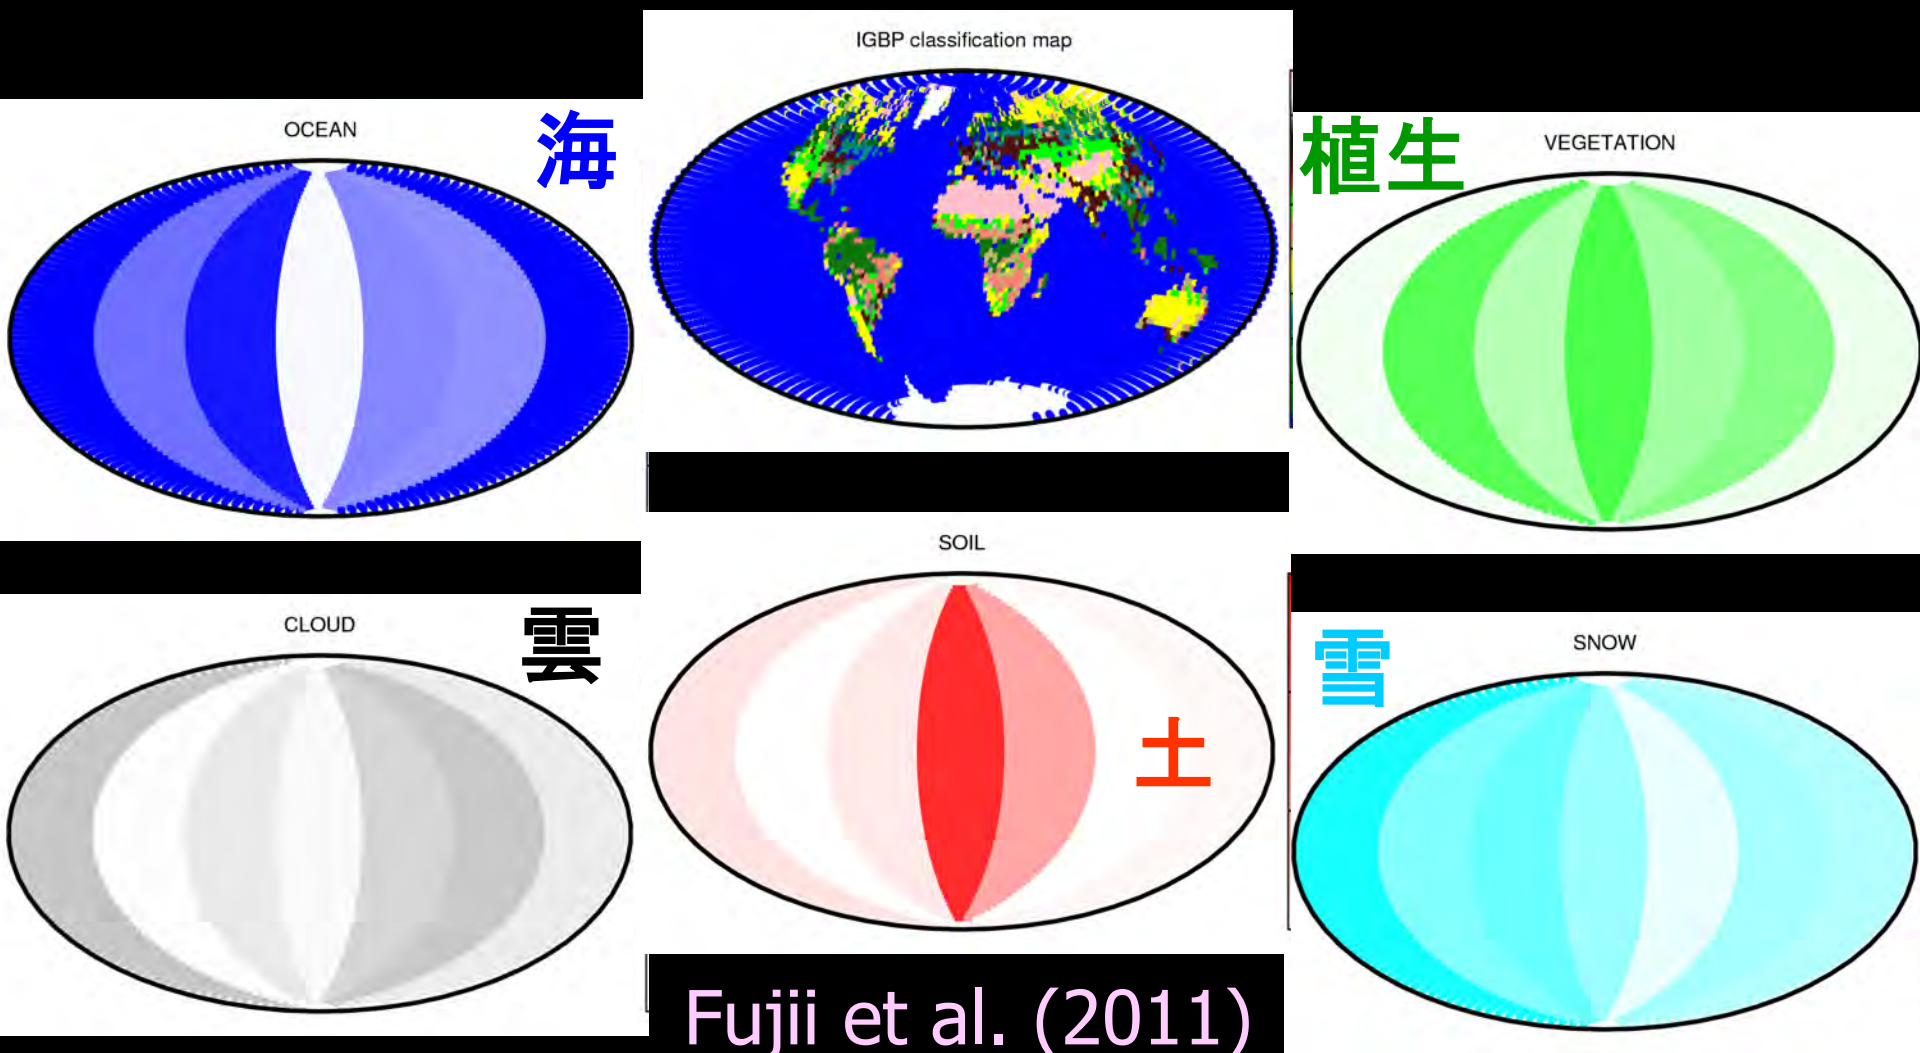 IGBP classification map
OCEAN
海
植生
VEGETATION
SOIL
土
CLOUD
雲
雪
SNOW
Fujii et al. (2011)